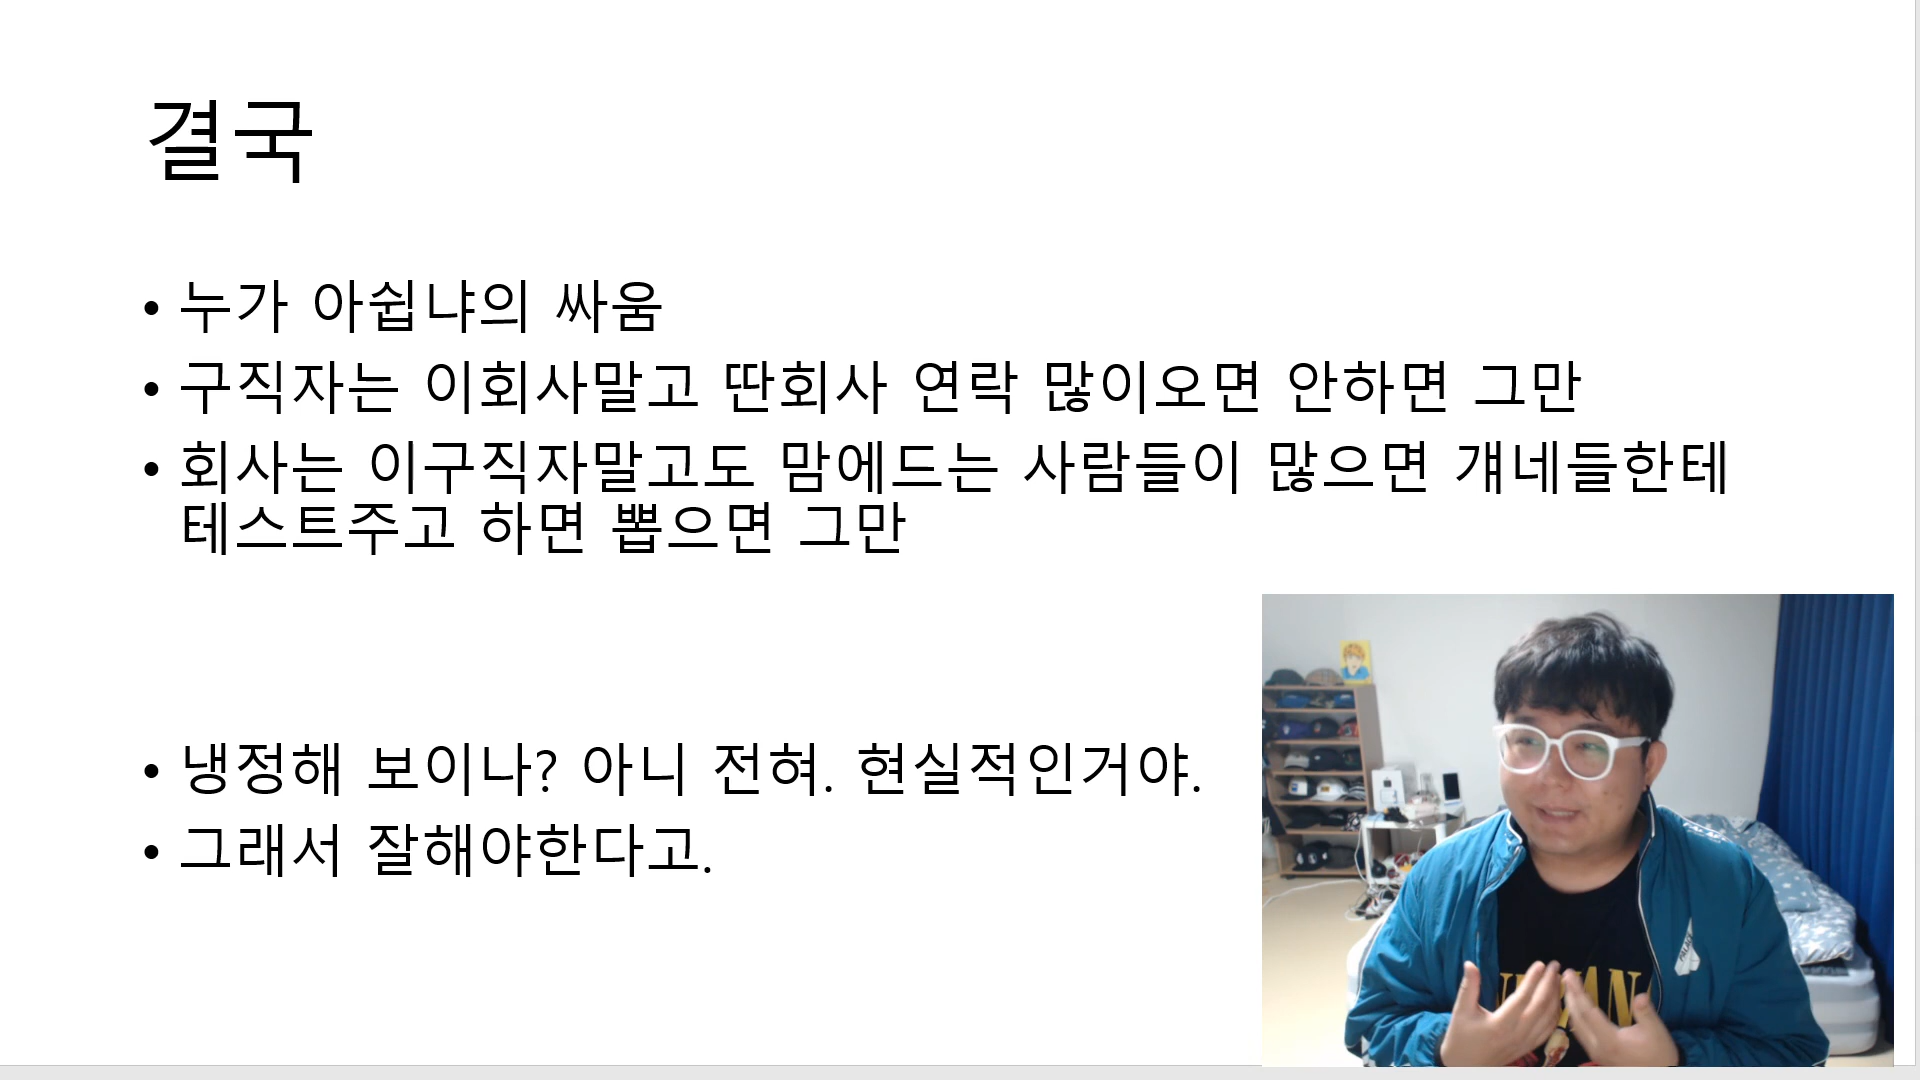 결국
• 누가 아쉽냐의 싸움
• 구직자는 이회사말고 딴회사 연락 많이오면 안하면 그만
• 회사는 이구직자말고도 맘에드는 사람들이 많으면 걔네들한테
테스트주고 하면 뽑으면 그만
• 냉정해 보이나? 아니 전혀. 현실적인거야.
• 그래서 잘해야한다고.
PALACE